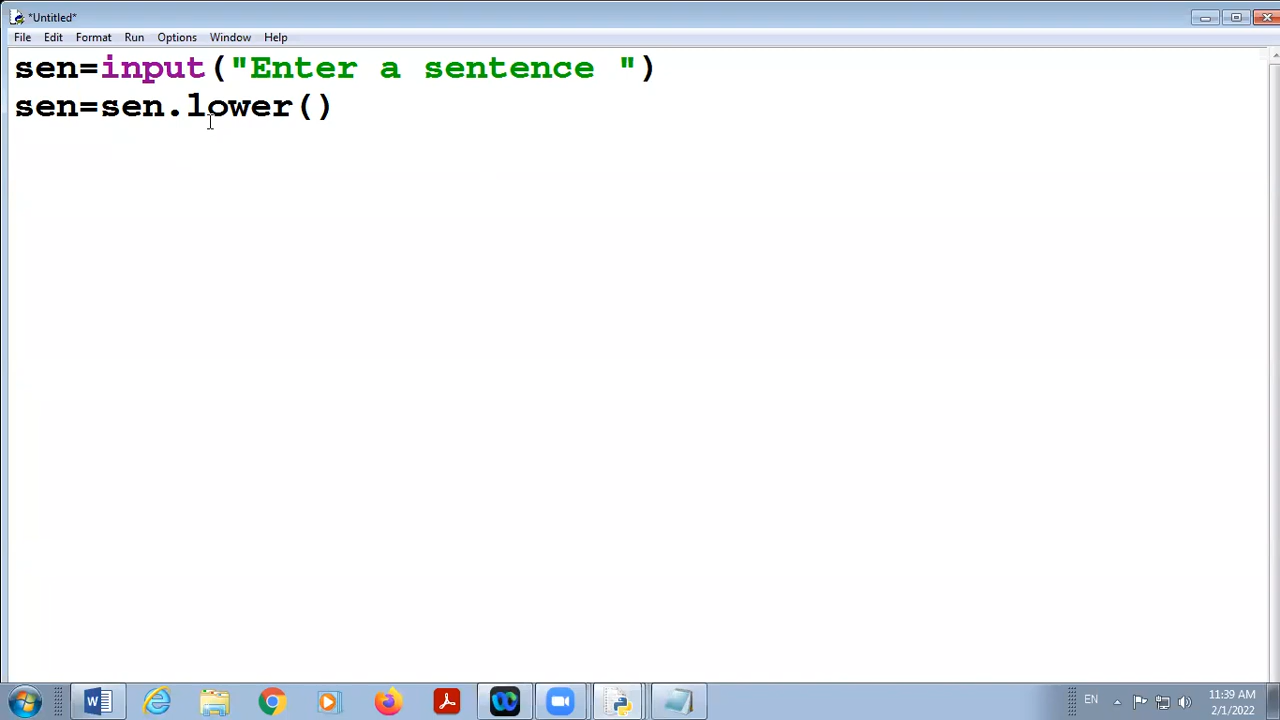 *Untitled*
File Edit Format Run Options Window Help
sen=input("Enter a sentence ")
sen=sen.lower()
EN
11:39 AM
2/1/2022